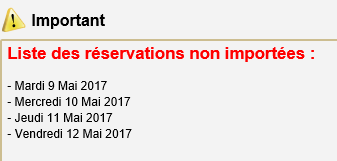 Important
Liste des réservations non importées :
- Mardi 9 Mai 2017
- Mercredi 10 Mai 2017
- Jeudi 11 Mai 2017
- Vendredi 12 Mai 2017